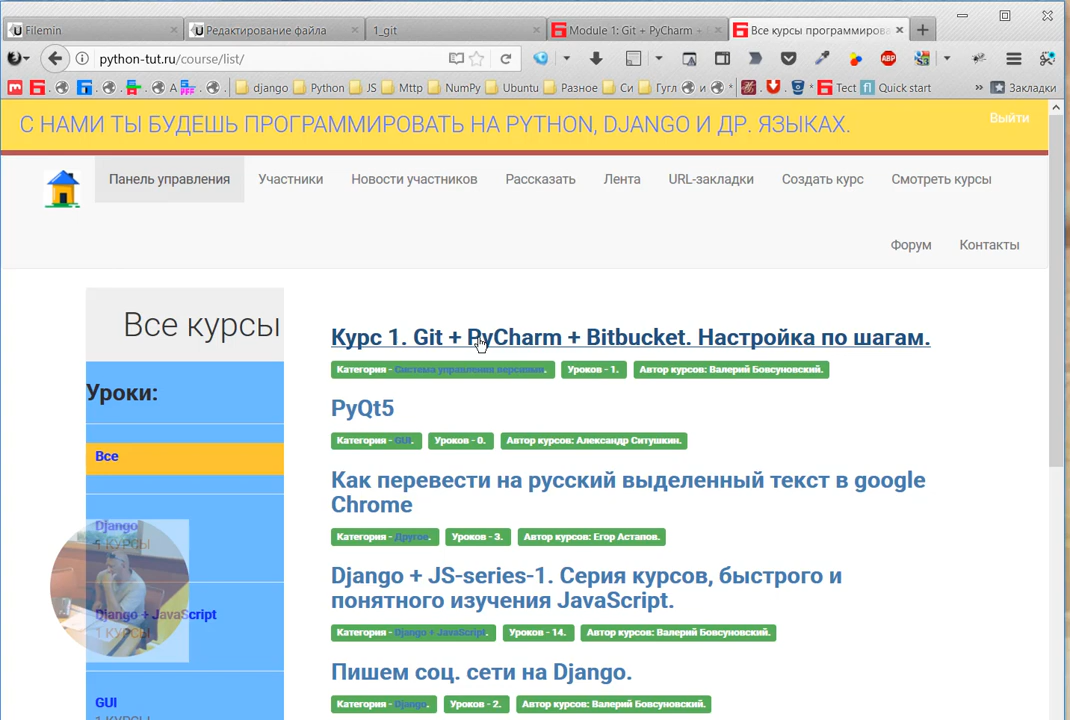 Filemin
Редактирование файла
1_git
Module 1: Git + PyCharm +
Все курсы программирова
python-tut.ru/course/list/
ABP
django
Python
JS
Mttp
NumPy
Ubuntu
Разное
Си
Гугл
и
Тест
Quick start
Закладки
С НАМИ ТЫ БУДЕШЬ ПРОГРАММИРОВАТЬ НА PYTHON, DJANGO И ДР. ЯЗЫКАХ.
Выйти
Панель управления
Участники
Новости участников
Рассказать
Лента
URL-закладки
Создать курс
Смотреть курсы
Форум
Контакты
Все курсы
Уроки:
Все
Django
КУРСЫ
Django + JavaScript
1 КУРСЫ
GUI
Курс 1. Git + PyCharm + Bitbucket. Настройка по шагам.
Категория - Система управления версиями. Уроков - 1. Автор курсов: Валерий Бовсуновский.
PyQt5
Категория - GUI. Уроков - 0. Автор курсов: Александр Ситушкин.
Как перевести на русский выделенный текст в google
Chrome
Категория - Другое. Уроков - 3. Автор курсов: Егор Астапов.
Django + JS-series-1. Серия курсов, быстрого и
понятного изучения JavaScript.
Категория - Django + JavaScript. Уроков - 14. Автор курсов: Валерий Бовсуновский.
Пишем соц. сети на Django.
Категория - Django. Уроков - 2. Автор курсов: Валерий Бовсуновский.